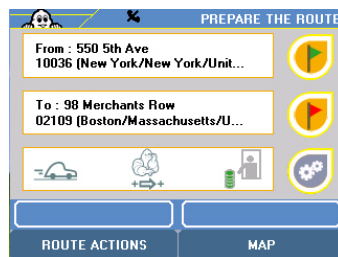 PREPARE THE ROUTE
From : 550 5th Ave
10036 (New York/New York/Unit...
To : 98 Merchants Row
02109 (Boston/Massachusetts/U...
ROUTE ACTIONS
MAP